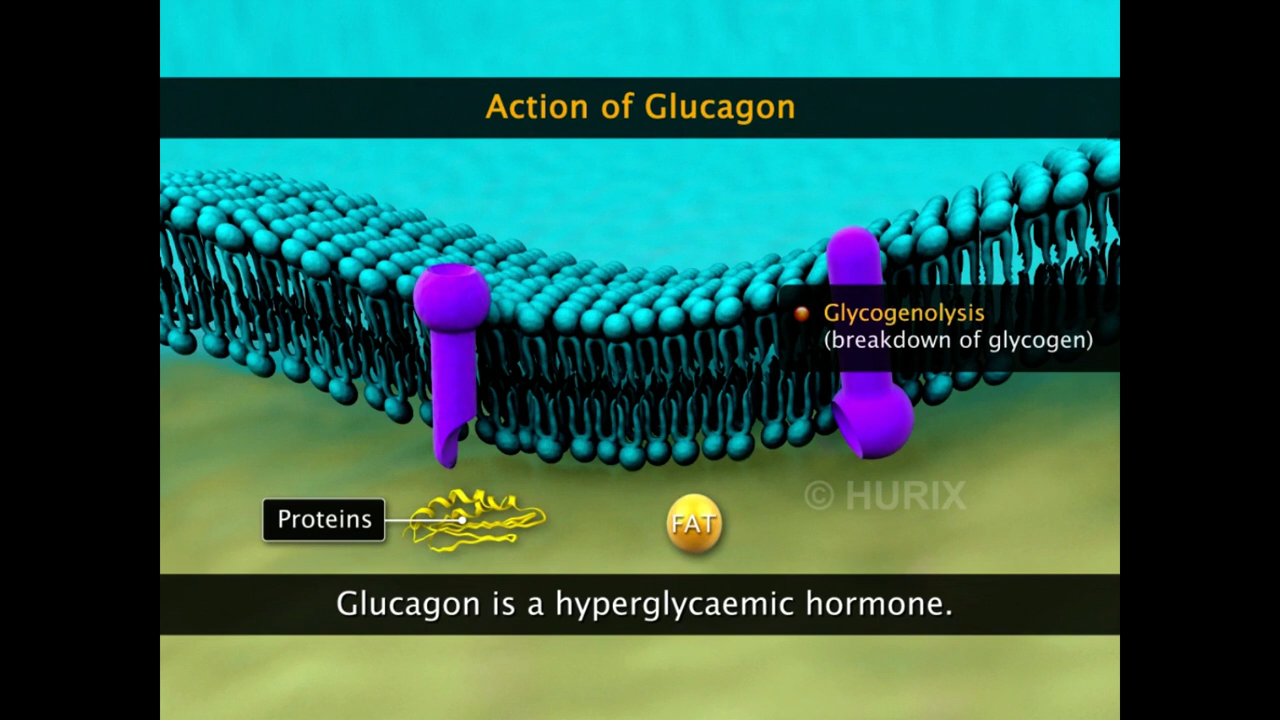 Action of Glucagon
Glycogenolysis
(breakdown of glycogen)
© HURIX
Proteins
FAT
Glucagon is a hyperglycaemic hormone.